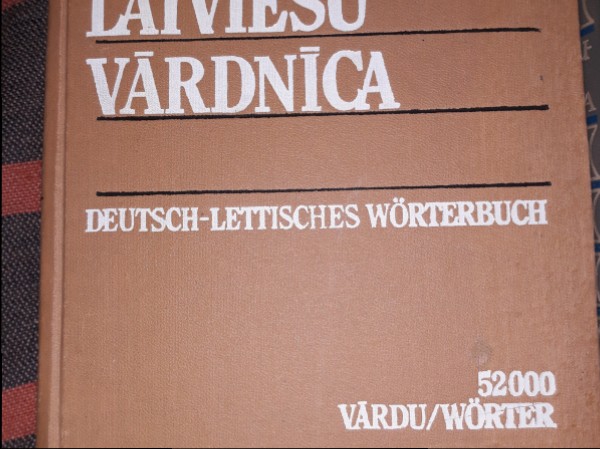 LATVIEŠU
VĀRDNĪCA
DEUTSCH-LETTISCHES WÖRTERBUCH
52000
VĀRDU/WÖRTER